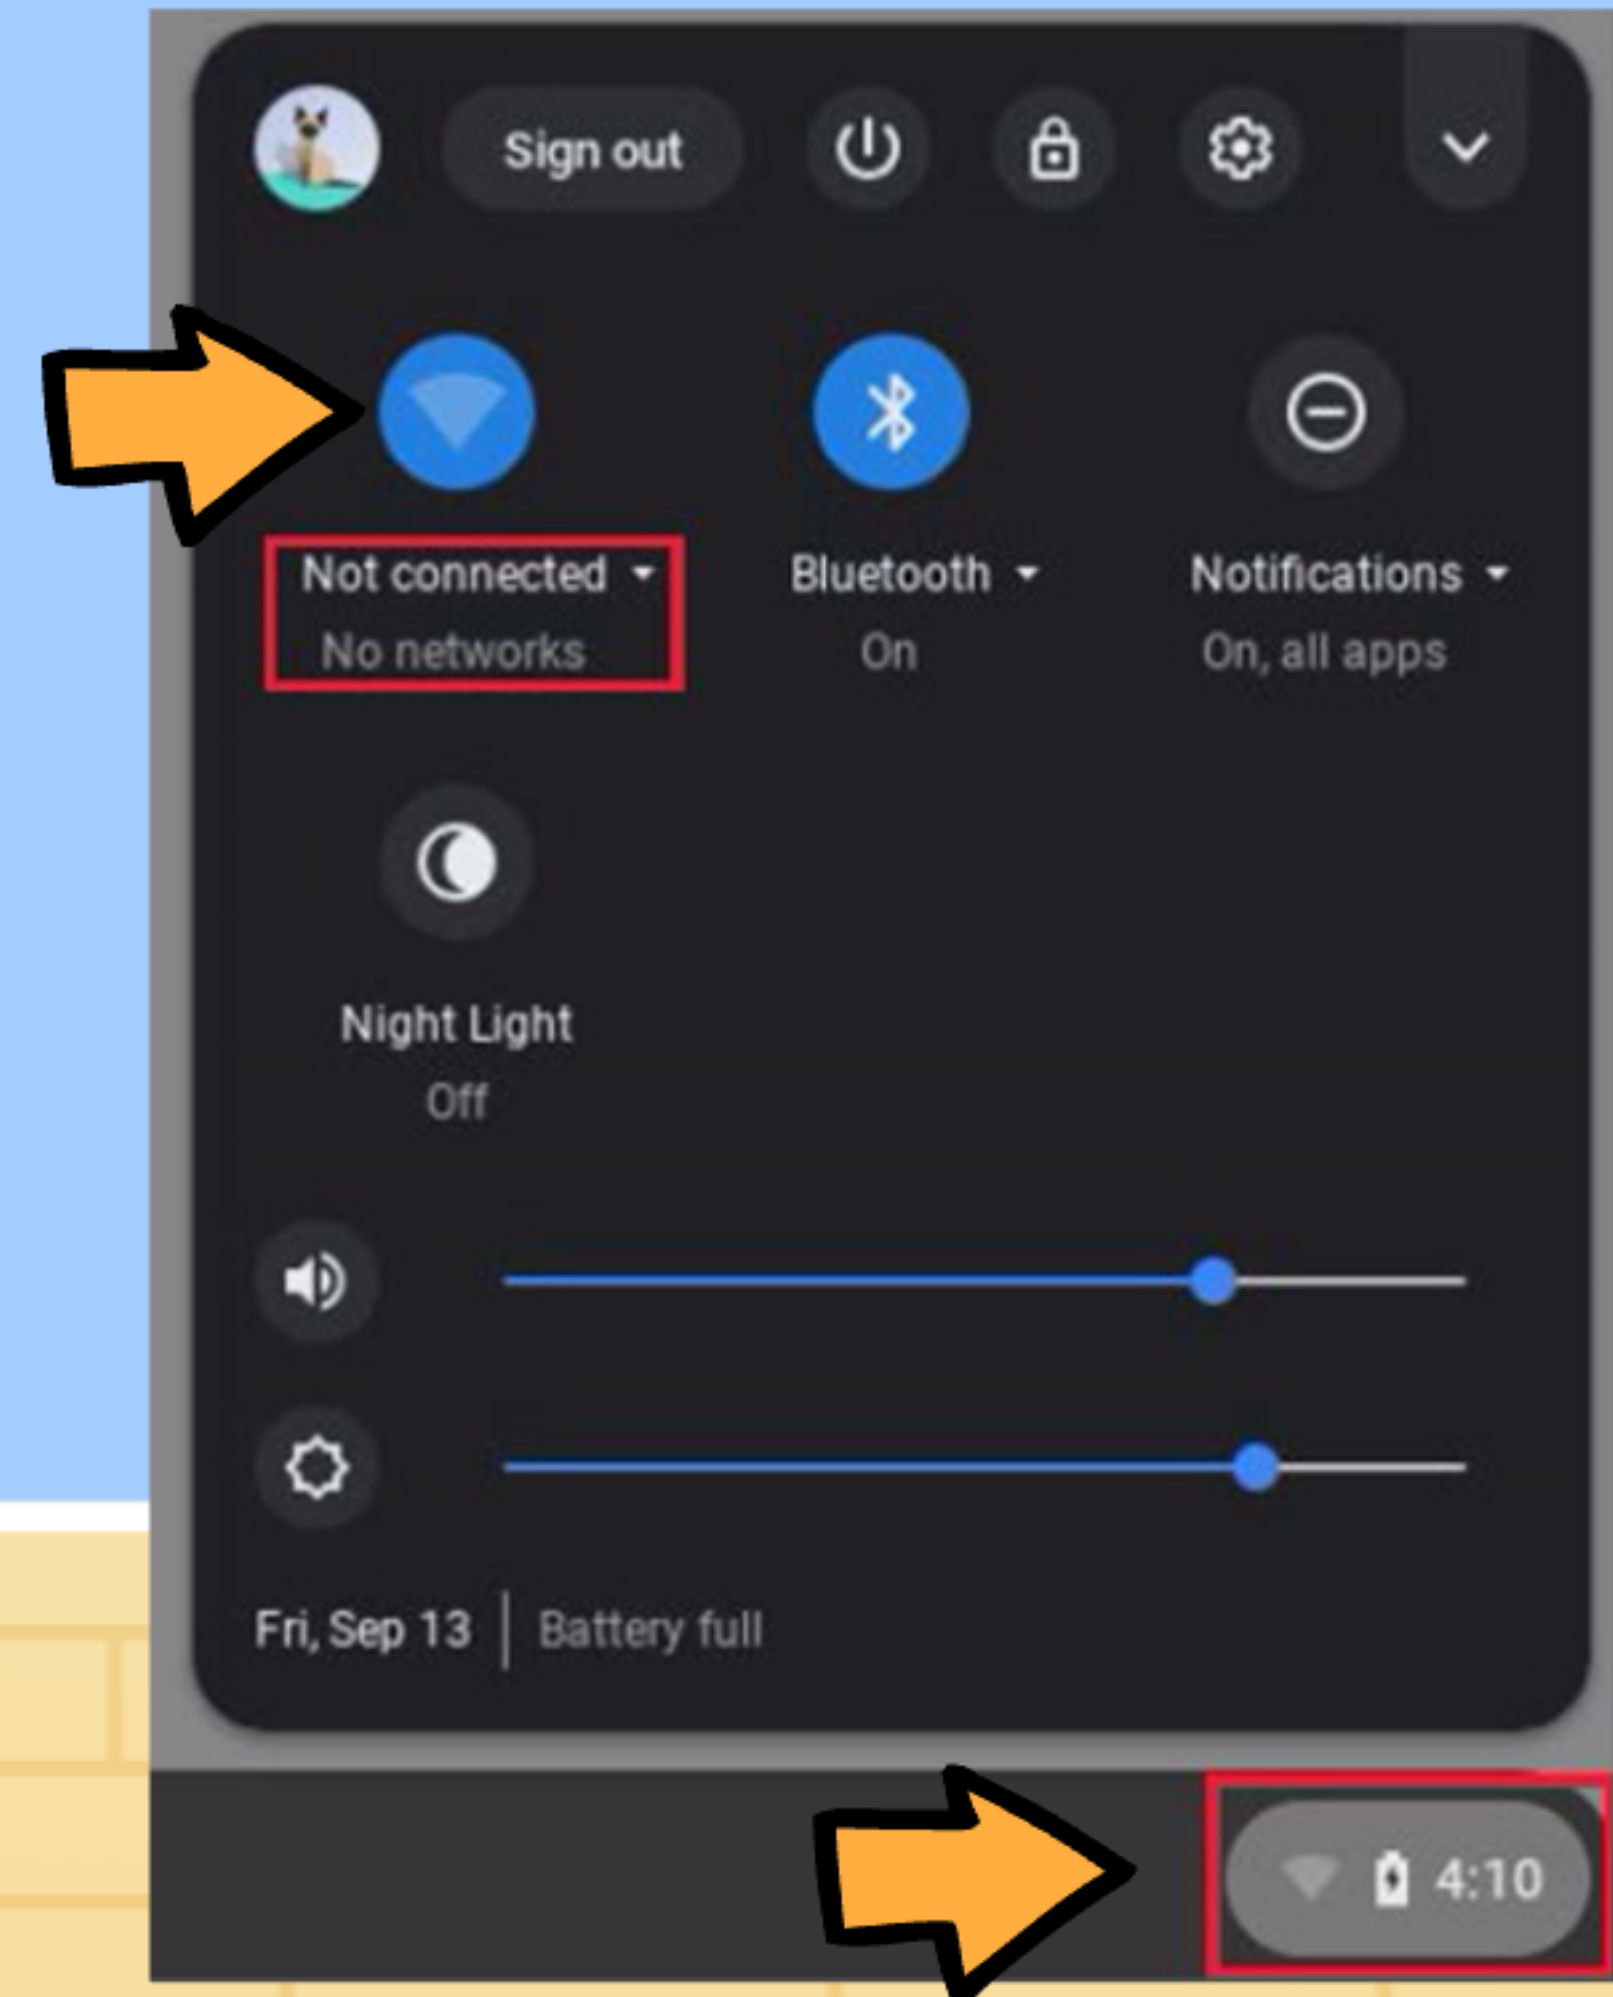 Sign out
Not connected
Bluetooth
Notifications
No networks
On
On, all apps
Night Light
Off
Fri, Sep 13
Battery full
4:10